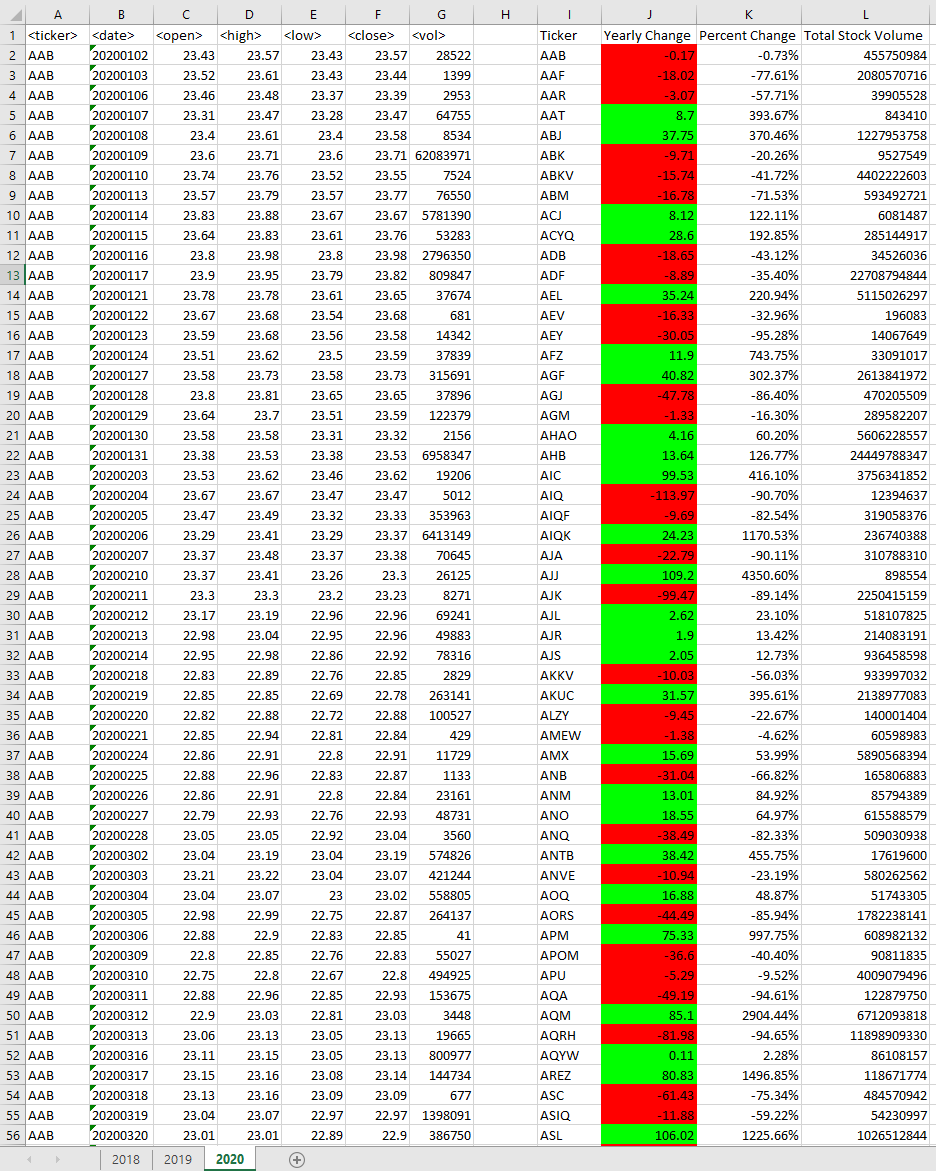 A B C D E F G H I J K L
1 <ticker> <date> <open> <high> <low> <close> <vol> Ticker Yearly Change Percent Change Total Stock Volume
2 AAB 20200102 23.43 23.57 23.43 23.57 28522 AAB -0.17 -0.73% 455750984
3 AAB 20200103 23.52 23.61 23.43 23.44 1399 AAF -18.02 -77.61% 2080570716
4 AAB 20200106 23.46 23.48 23.37 23.39 2953 AAR -3.07 -57.71% 39905528
5 AAB 20200107 23.31 23.47 23.28 23.47 64755 AAT 8.7 393.67% 843410
6 AAB 20200108 23.4 23.61 23.4 23.58 8534 ABJ 37.75 370.46% 1227953758
7 AAB 20200109 23.6 23.71 23.6 23.71 62083971 ABK -9.71 -20.26% 9527549
8 AAB 20200110 23.74 23.76 23.52 23.55 7524 ABKV -15.74 -41.72% 4402222603
9 AAB 20200113 23.57 23.79 23.57 23.77 76550 ABM -16.78 -71.53% 593492721
10 AAB 20200114 23.83 23.88 23.67 23.67 5781390 ACJ 8.12 122.11% 6081487
11 AAB 20200115 23.64 23.83 23.61 23.76 53283 ACYQ 28.6 192.85% 285144917
12 AAB 20200116 23.8 23.98 23.8 23.98 2796350 ADB -18.65 -43.12% 34526036
13 AAB 20200117 23.9 23.95 23.79 23.82 809847 ADF -8.89 -35.40% 22708794844
14 AAB 20200121 23.78 23.78 23.61 23.65 37674 AEL 35.24 220.94% 5115026297
15 AAB 20200122 23.67 23.68 23.54 23.68 681 AEV -16.33 -32.96% 196083
16 AAB 20200123 23.59 23.68 23.56 23.58 14342 AEY -30.05 -95.28% 14067649
17 AAB 20200124 23.51 23.62 23.5 23.59 37839 AFZ 11.9 743.75% 33091017
18 AAB 20200127 23.58 23.73 23.58 23.73 315691 AGF 40.82 302.37% 2613841972
19 AAB 20200128 23.8 23.81 23.65 23.65 37896 AGJ -47.78 -86.40% 470205509
20 AAB 20200129 23.64 23.7 23.51 23.59 122379 AGM -1.33 -16.30% 289582207
21 AAB 20200130 23.58 23.58 23.31 23.32 2156 AHAO 4.16 60.20% 5606228557
22 AAB 20200131 23.38 23.53 23.38 23.53 6958347 AHB 13.64 126.77% 24449788347
23 AAB 20200203 23.53 23.62 23.46 23.62 19206 AIC 99.53 416.10% 3756341852
24 AAB 20200204 23.67 23.67 23.47 23.47 5012 AIQ -113.97 -90.70% 12394637
25 AAB 20200205 23.47 23.49 23.32 23.33 353963 AIQF -9.69 -82.54% 319058376
26 AAB 20200206 23.29 23.41 23.29 23.37 6413149 AIQK 24.23 1170.53% 236740388
27 AAB 20200207 23.37 23.48 23.37 23.38 70645 AJA -22.79 -90.11% 310788310
28 AAB 20200210 23.37 23.41 23.26 23.3 26125 AJJ 109.2 4350.60% 898554
29 AAB 20200211 23.3 23.3 23.2 23.23 8271 AJK -99.47 -89.14% 2250415159
30 AAB 20200212 23.17 23.19 22.96 22.96 69241 AJL 2.62 23.10% 518107825
31 AAB 20200213 22.98 23.04 22.95 22.96 49883 AJR 1.9 13.42% 214083191
32 AAB 20200214 22.95 22.98 22.86 22.92 78316 AJS 2.05 12.73% 936458598
33 AAB 20200218 22.83 22.89 22.76 22.85 2829 AKKV -10.03 -56.03% 933997032
34 AAB 20200219 22.85 22.85 22.69 22.78 263141 AKUC 31.57 395.61% 2138977083
35 AAB 20200220 22.82 22.88 22.72 22.88 100527 ALZY -9.45 -22.67% 140001404
36 AAB 20200221 22.85 22.94 22.81 22.84 429 AMEW -1.38 -4.62% 60598983
37 AAB 20200224 22.86 22.91 22.8 22.91 11729 AMX 15.69 53.99% 5890568394
38 AAB 20200225 22.88 22.96 22.83 22.87 1133 ANB -31.04 -66.82% 165806883
39 AAB 20200226 22.86 22.91 22.8 22.84 23161 ANM 13.01 84.92% 85794389
40 AAB 20200227 22.79 22.93 22.76 22.93 48731 ANO 18.55 64.97% 615588579
41 AAB 20200228 23.05 23.05 22.92 23.04 3560 ANQ -38.49 -82.33% 509030938
42 AAB 20200302 23.04 23.19 23.04 23.19 574826 ANTB 38.42 455.75% 17619600
43 AAB 20200303 23.21 23.22 23.04 23.07 421244 ANVE -10.94 -23.19% 580262562
44 AAB 20200304 23.04 23.07 23 23.02 558805 AOQ 16.88 48.87% 51743305
45 AAB 20200305 22.98 22.99 22.75 22.87 264137 AORS -44.49 -85.94% 1782238141
46 AAB 20200306 22.88 22.9 22.83 22.85 41 APM 75.33 997.75% 608982132
47 AAB 20200309 22.8 22.85 22.76 22.83 55027 APOM -36.6 -40.40% 90811835
48 AAB 20200310 22.75 22.8 22.67 22.8 494925 APU -5.29 -9.52% 4009079496
49 AAB 20200311 22.88 22.96 22.85 22.93 153675 AQA -49.19 -94.61% 122879750
50 AAB 20200312 22.9 23.03 22.81 23.03 3448 AQM 85.1 2904.44% 6712093818
51 AAB 20200313 23.06 23.13 23.05 23.13 19665 AQRH -81.98 -94.65% 11898909330
52 AAB 20200316 23.11 23.15 23.05 23.13 800977 AQYW 0.11 2.28% 86108157
53 AAB 20200317 23.15 23.16 23.08 23.14 144734 AREZ 80.83 1496.85% 118671774
54 AAB 20200318 23.13 23.16 23.09 23.09 677 ASC -61.43 -75.34% 484570942
55 AAB 20200319 23.04 23.07 22.97 22.97 1398091 ASIQ -11.88 -59.22% 54230997
56 AAB 20200320 23.01 23.01 22.89 22.9 386750 ASL 106.02 1225.66% 1026512844
2018 2019 2020